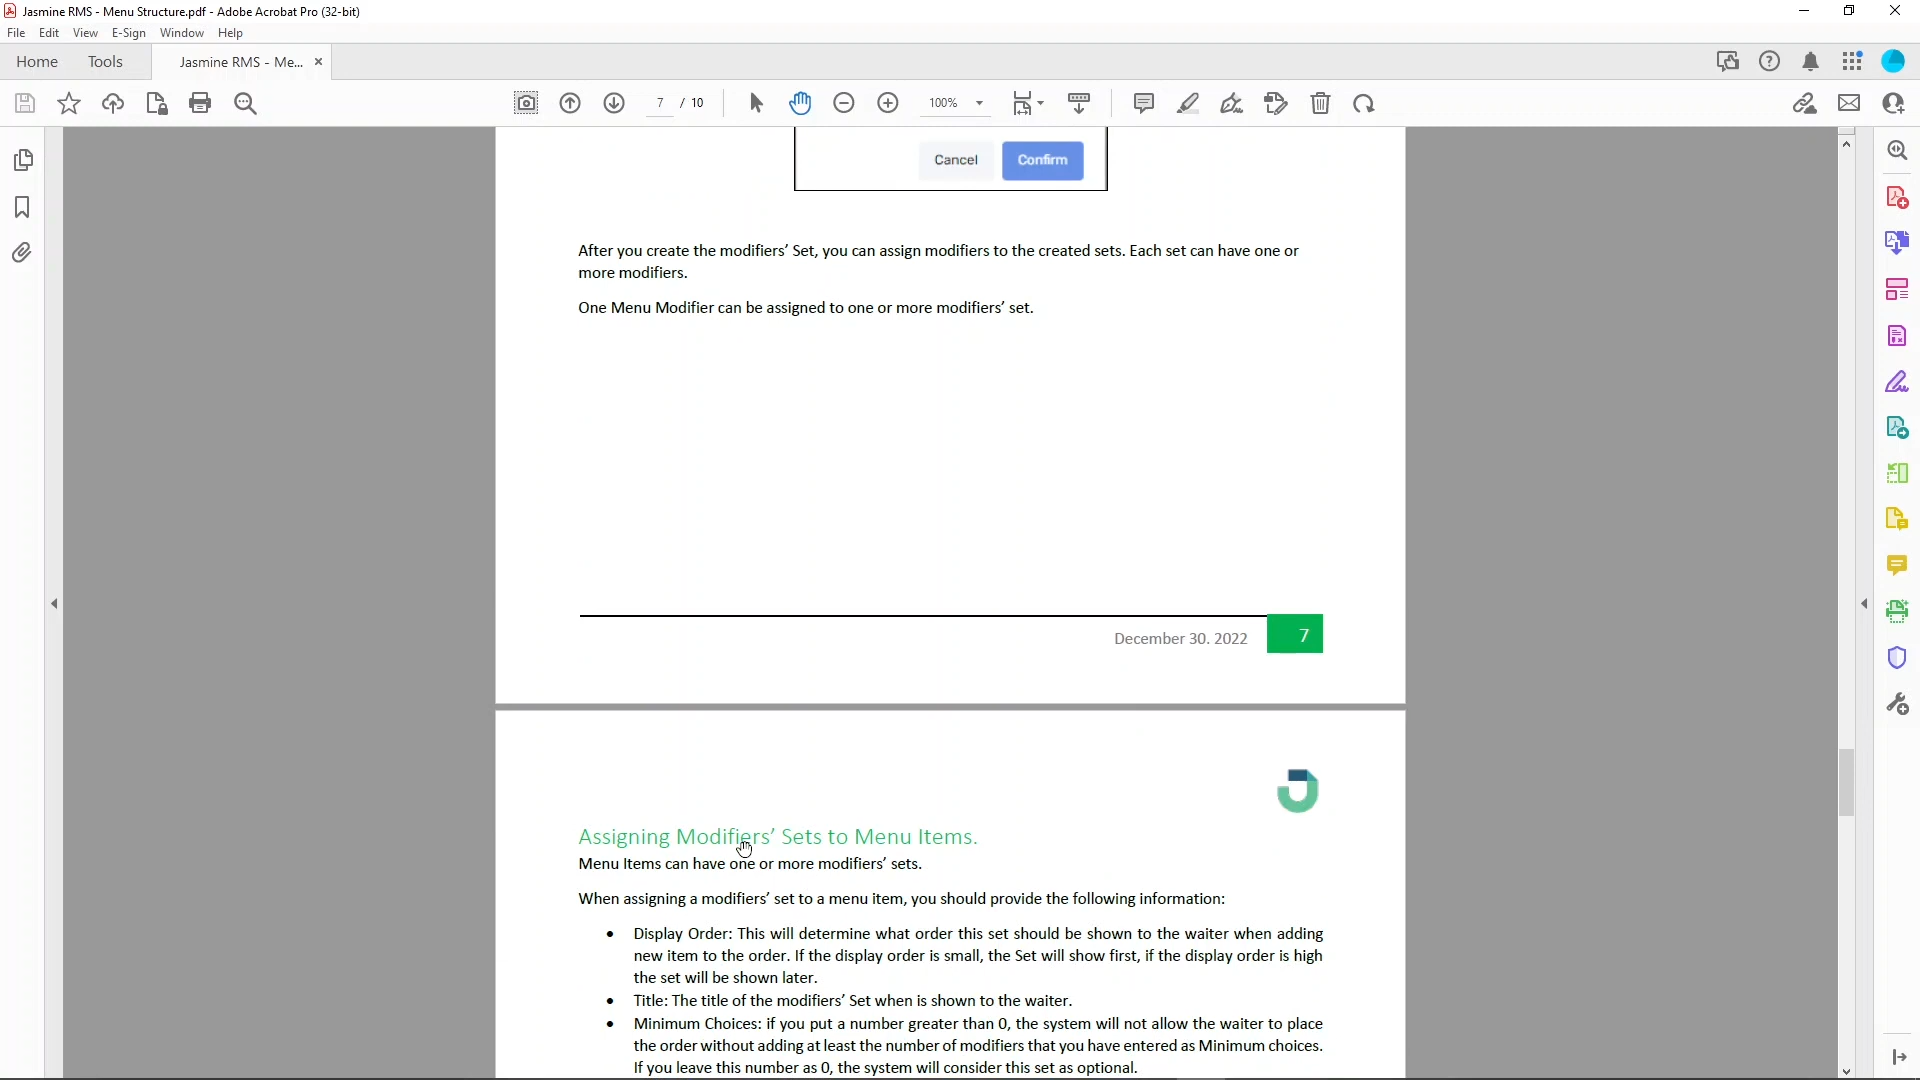 Jasmine RMS - Menu Structure.pdf - Adobe Acrobat Pro (32-bit)
File Edit View E-Sign Window Help
Home Tools Jasmine RMS - Me...
7 / 10 100%
Cancel Confirm
After you create the modifiers’ Set, you can assign modifiers to the created sets. Each set can have one or
more modifiers.
One Menu Modifier can be assigned to one or more modifiers’ set.
December 30. 2022 7
Assigning Modifiers’ Sets to Menu Items.
Menu Items can have one or more modifiers’ sets.
When assigning a modifiers’ set to a menu item, you should provide the following information:
• Display Order: This will determine what order this set should be shown to the waiter when adding
new item to the order. If the display order is small, the Set will show first, if the display order is high
the set will be shown later.
• Title: The title of the modifiers’ Set when is shown to the waiter.
• Minimum Choices: if you put a number greater than 0, the system will not allow the waiter to place
the order without adding at least the number of modifiers that you have entered as Minimum choices.
If you leave this number as 0, the system will consider this set as optional.